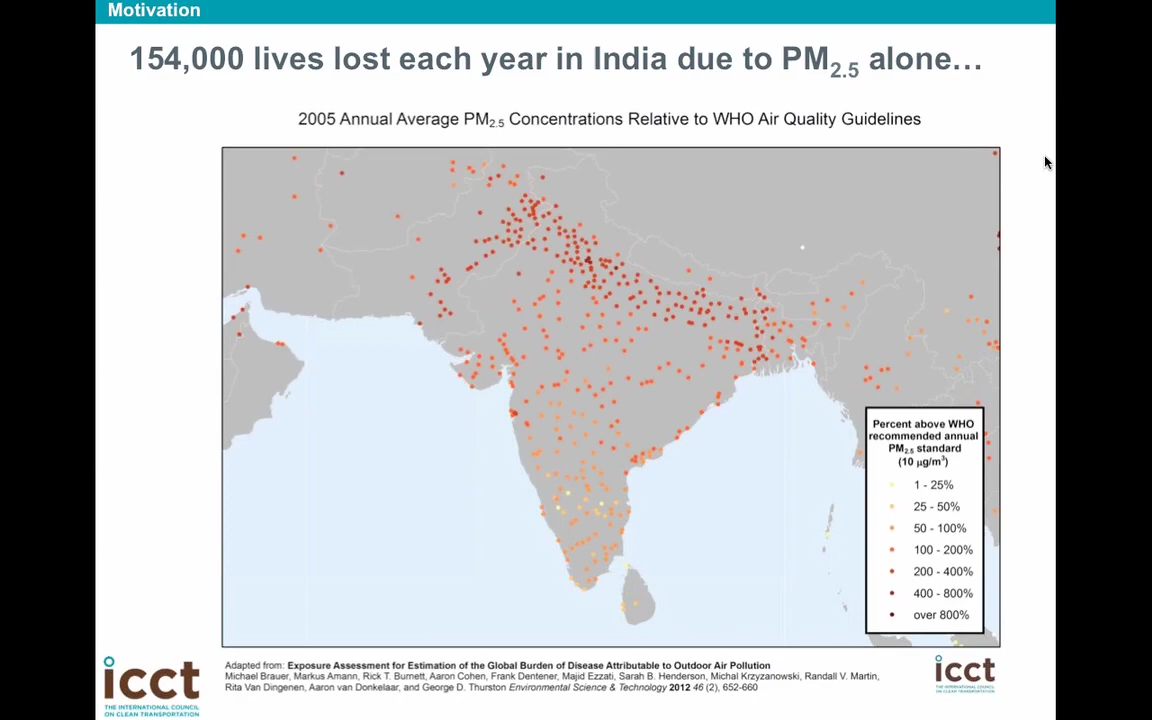 Motivation
154,000 lives lost each year in India due to PM2.5 alone…
2005 Annual Average PM2.5 Concentrations Relative to WHO Air Quality Guidelines
Percent above WHO
recommended annual
PM2.5 standard
(10 µg/m3)
1 - 25%
25 - 50%
50 - 100%
100 - 200%
200 - 400%
400 - 800%
over 800%
icct
THE INTERNATIONAL COUNCIL
ON CLEAN TRANSPORTATION
Adapted from: Exposure Assessment for Estimation of the Global Burden of Disease Attributable to Outdoor Air Pollution
Michael Brauer, Markus Amann, Rick T. Burnett, Aaron Cohen, Frank Dentener, Majid Ezzati, Sarah B. Henderson, Michal Krzyzanowski, Randall V. Martin,
Rita Van Dingenen, Aaron van Donkelaar, and George D. Thurston Environmental Science & Technology 2012 46 (2), 652-660
icct
THE INTERNATIONAL COUNCIL
ON CLEAN TRANSPORTATION